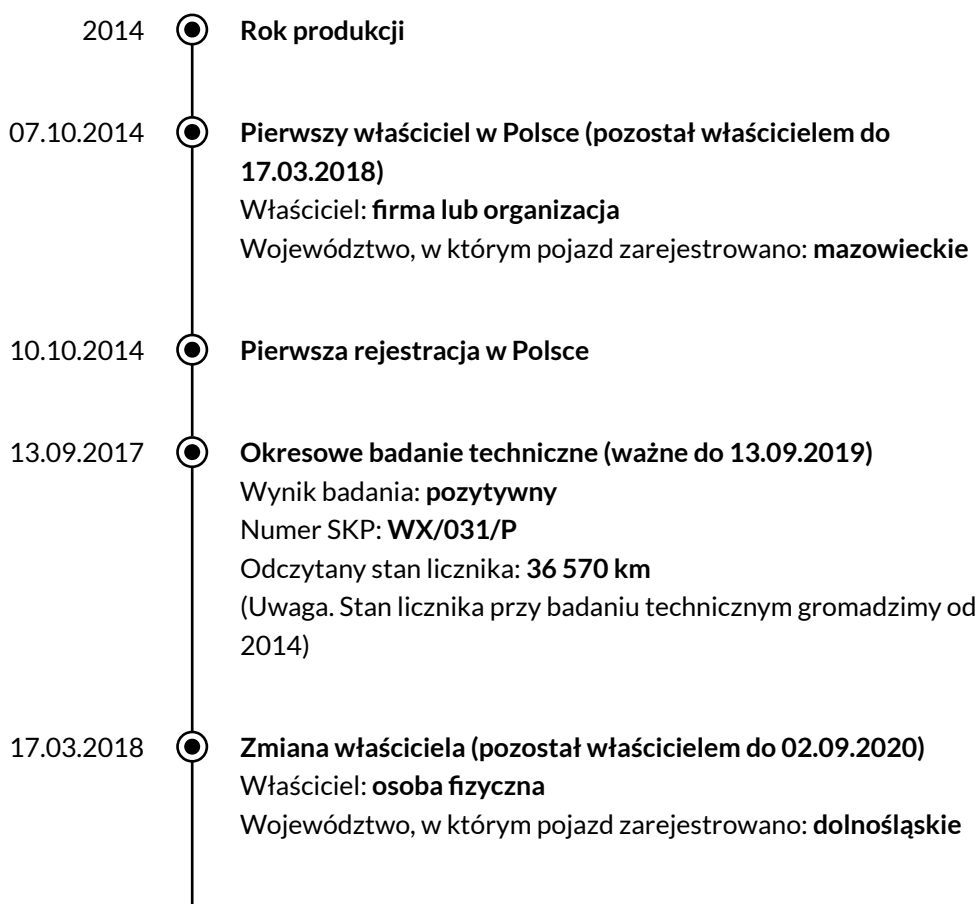 2014 Rok produkcji
07.10.2014 Pierwszy właściciel w Polsce (pozostał właścicielem do
17.03.2018)
Właściciel: firma lub organizacja
Województwo, w którym pojazd zarejestrowano: mazowieckie
10.10.2014 Pierwsza rejestracja w Polsce
13.09.2017 Okresowe badanie techniczne (ważne do 13.09.2019)
Wynik badania: pozytywny
Numer SKP: WX/031/P
Odczytany stan licznika: 36 570 km
(Uwaga. Stan licznika przy badaniu technicznym gromadzimy od
2014)
17.03.2018 Zmiana właściciela (pozostał właścicielem do 02.09.2020)
Właściciel: osoba fizyczna
Województwo, w którym pojazd zarejestrowano: dolnośląskie